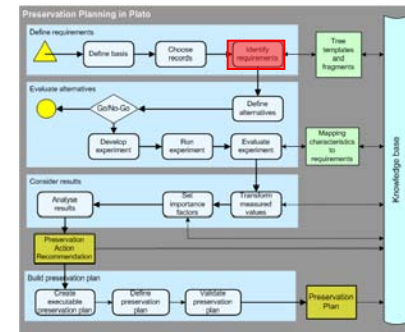 Preservation Planning in Plato
Define requirements
Define basis
Choose
records
Identify
requirements
Tree
templates
and
fragments
Evaluate alternatives
Go/No-Go
Define
alternatives
Develop
experiment
Run
experiment
Evaluate
experiment
Mapping
characteristics
to
requirements
Knowledge base
Consider results
Analyse
results
Set
importance
factors
Transform
measured
values
Preservation
Action
Recommendation
Build preservation plan
Create
executable
preservation plan
Define
preservation
plan
Validate
preservation
plan
Preservation
Plan